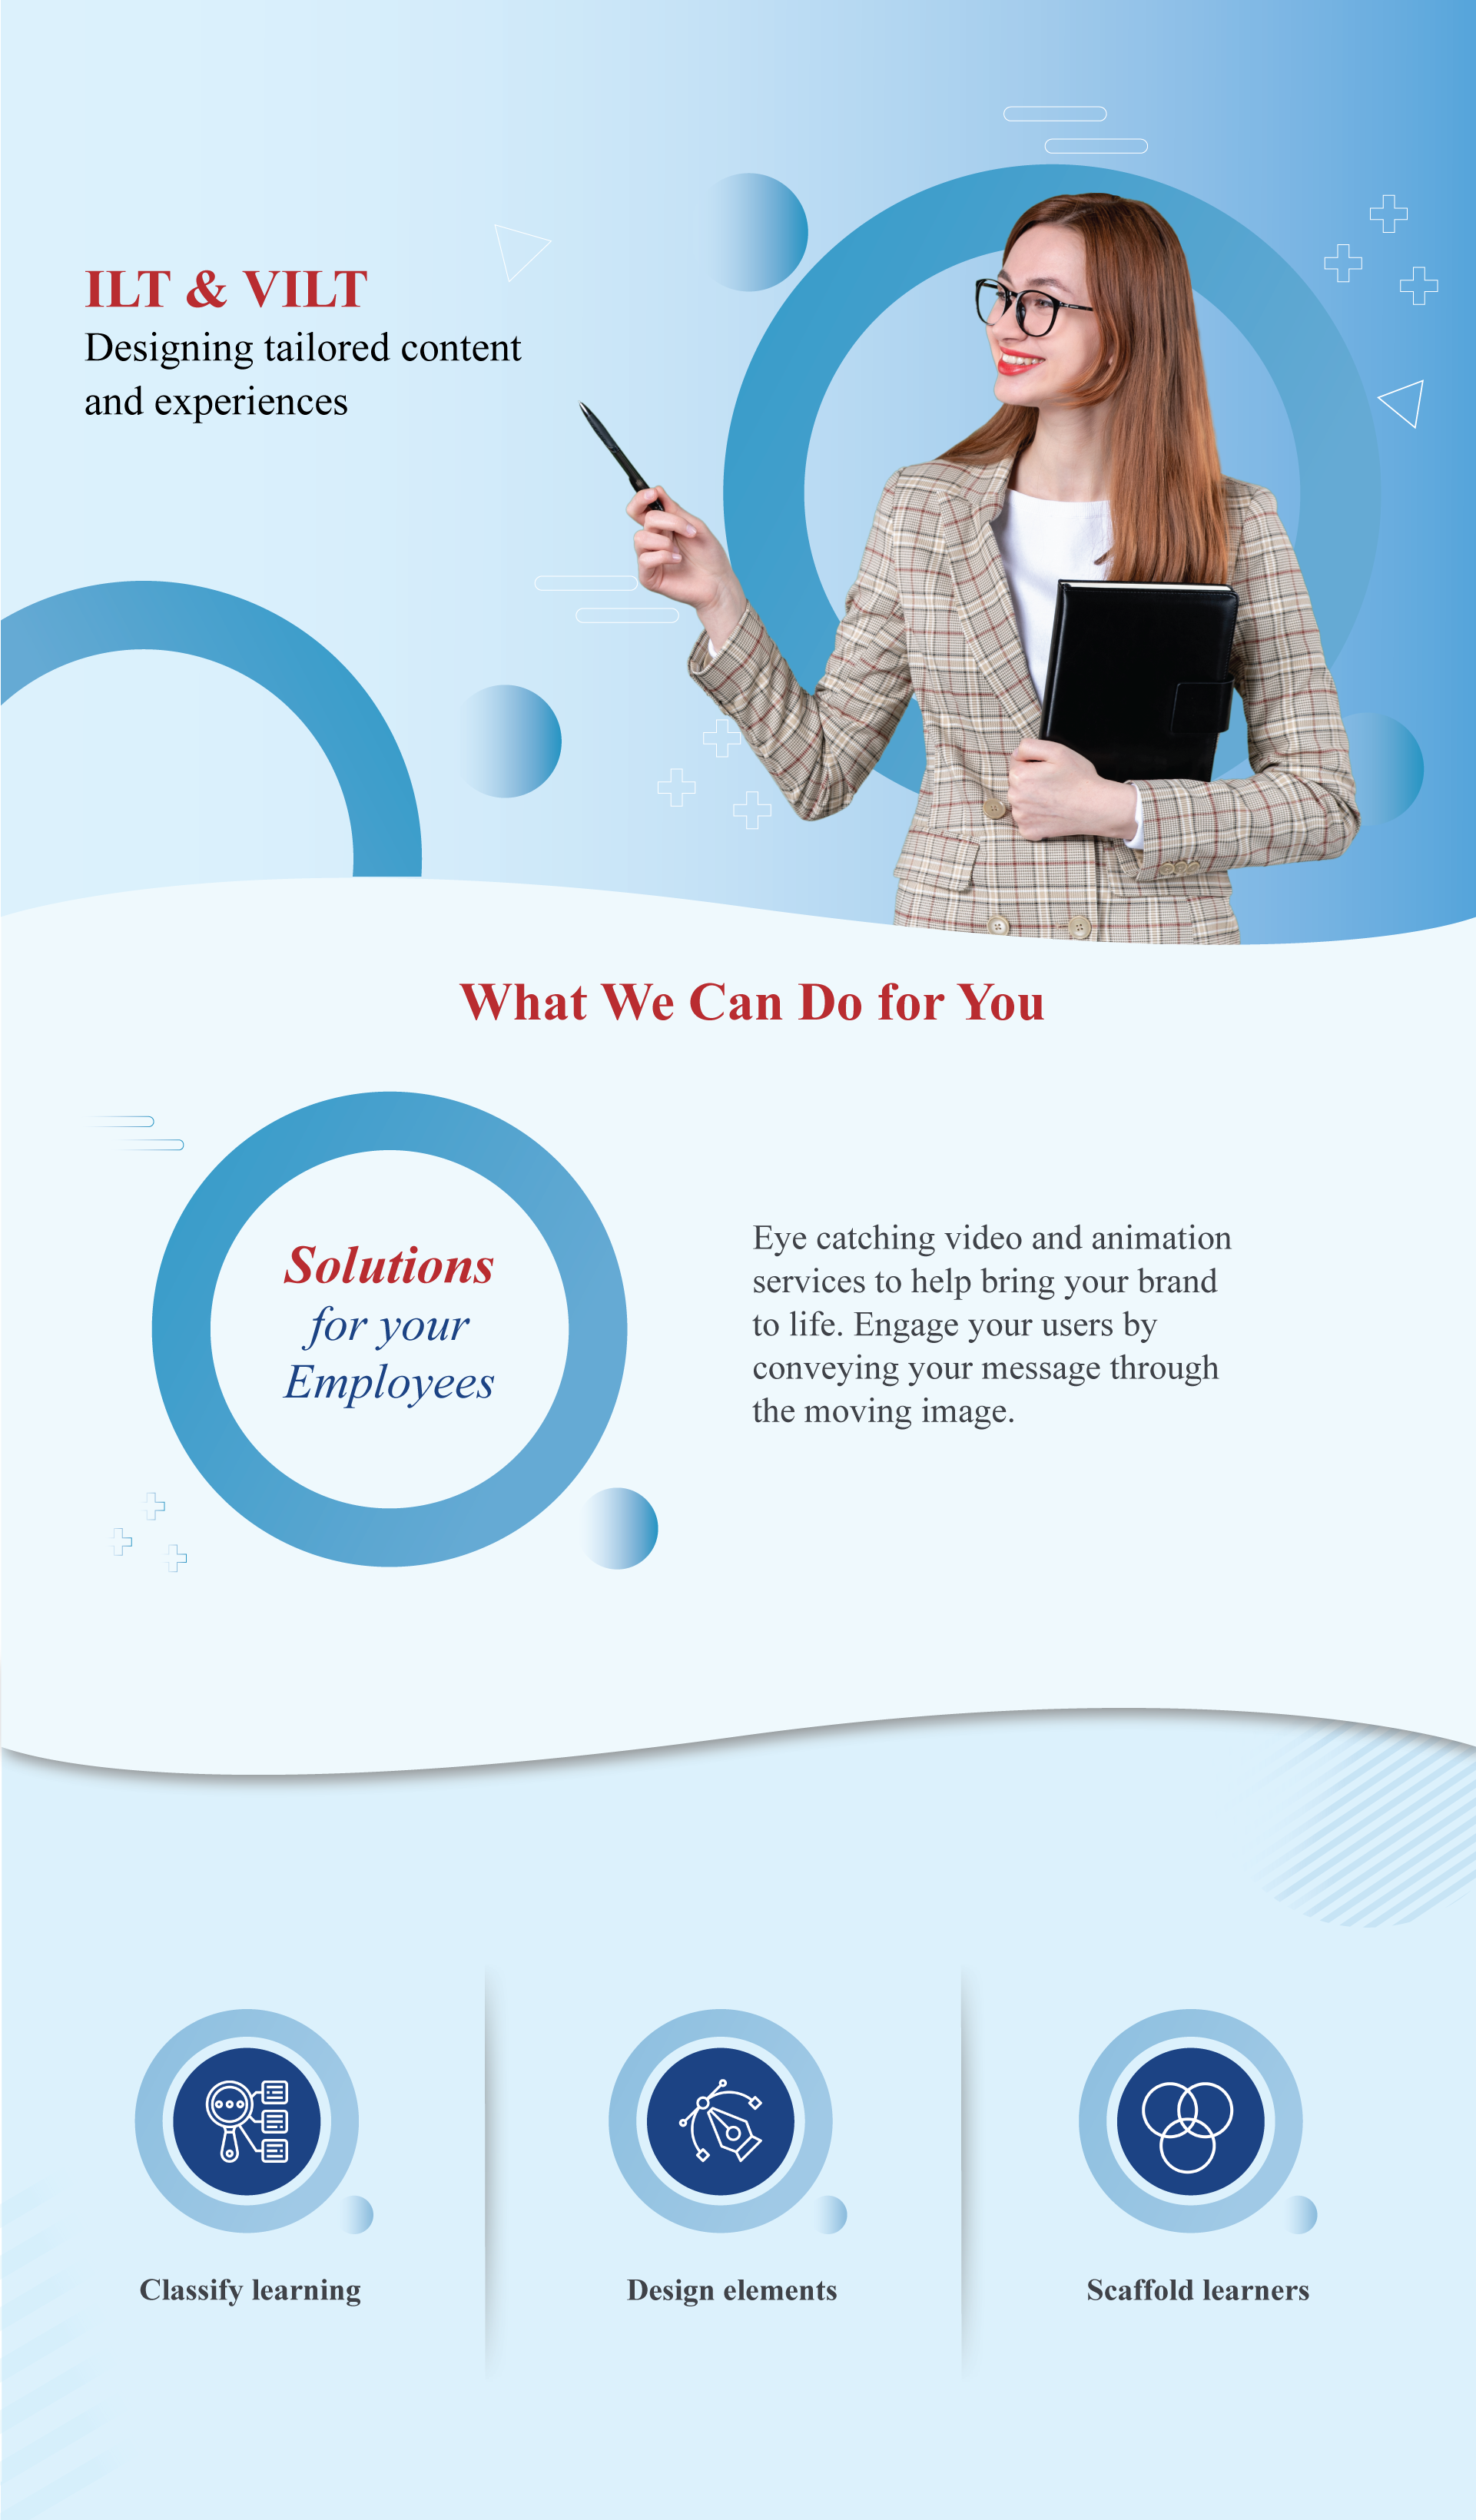 ILT & VILT
Designing tailored content
and experiences
What We Can Do for You
Solutions
for your
Employees
Eye catching video and animation
services to help bring your brand
to life. Engage your users by
conveying your message through
the moving image.
Classify learning
Design elements
Scaffold learners